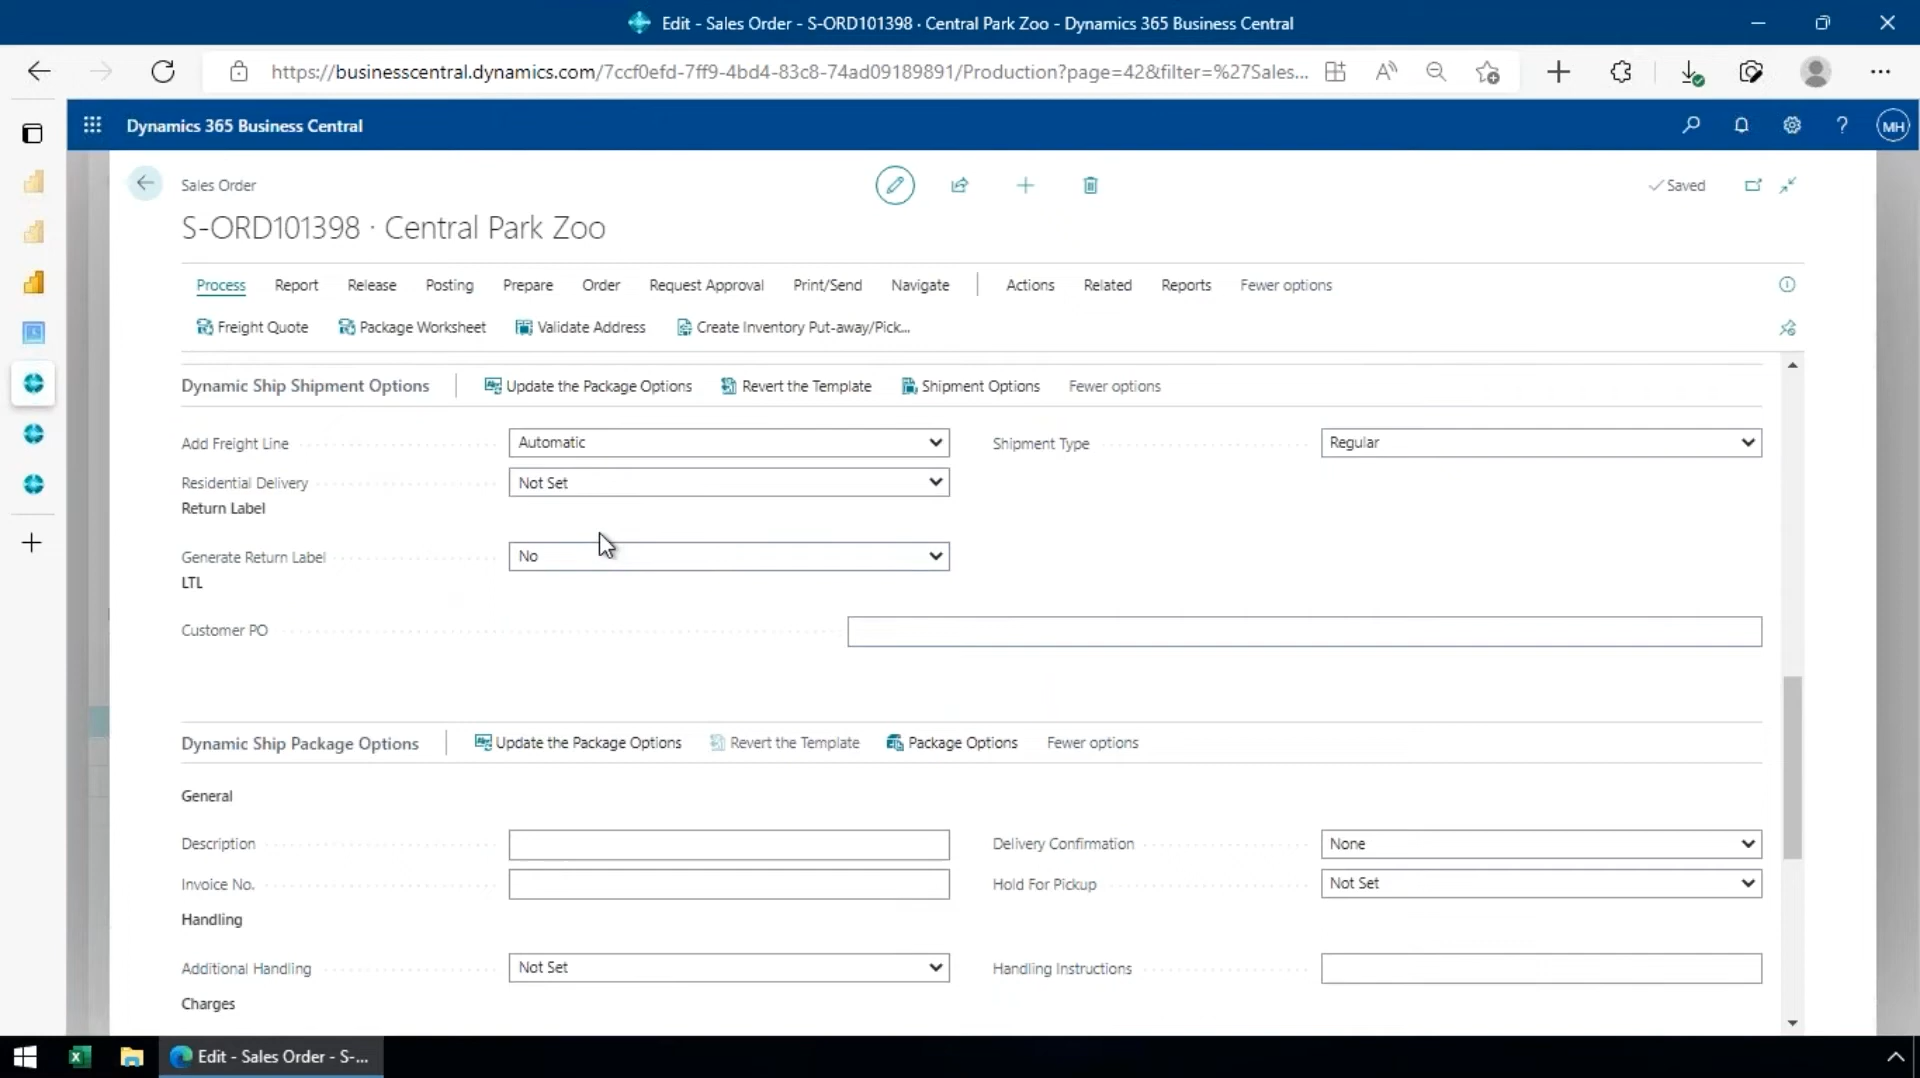 Edit - Sales Order - S-ORD101398 · Central Park Zoo - Dynamics 365 Business Central
https://businesscentral.dynamics.com/7ccf0efd-7ff9-4bd4-83c8-74ad09189891/Production?page=42&filter=%27Sales...
Dynamics 365 Business Central
MH
Sales Order
Saved
S-ORD101398 · Central Park Zoo
Process Report Release Posting Prepare Order Request Approval Print/Send Navigate Actions Related Reports Fewer options
Freight Quote Package Worksheet Validate Address Create Inventory Put-away/Pick...
Dynamic Ship Shipment Options Update the Package Options Revert the Template Shipment Options Fewer options
Add Freight Line Automatic Shipment Type Regular
Residential Delivery Not Set
Return Label
Generate Return Label No
LTL
Customer PO
Dynamic Ship Package Options Update the Package Options Revert the Template Package Options Fewer options
General
Description Delivery Confirmation None
Invoice No. Hold For Pickup Not Set
Handling
Additional Handling Not Set Handling Instructions
Charges
Edit - Sales Order - S-...